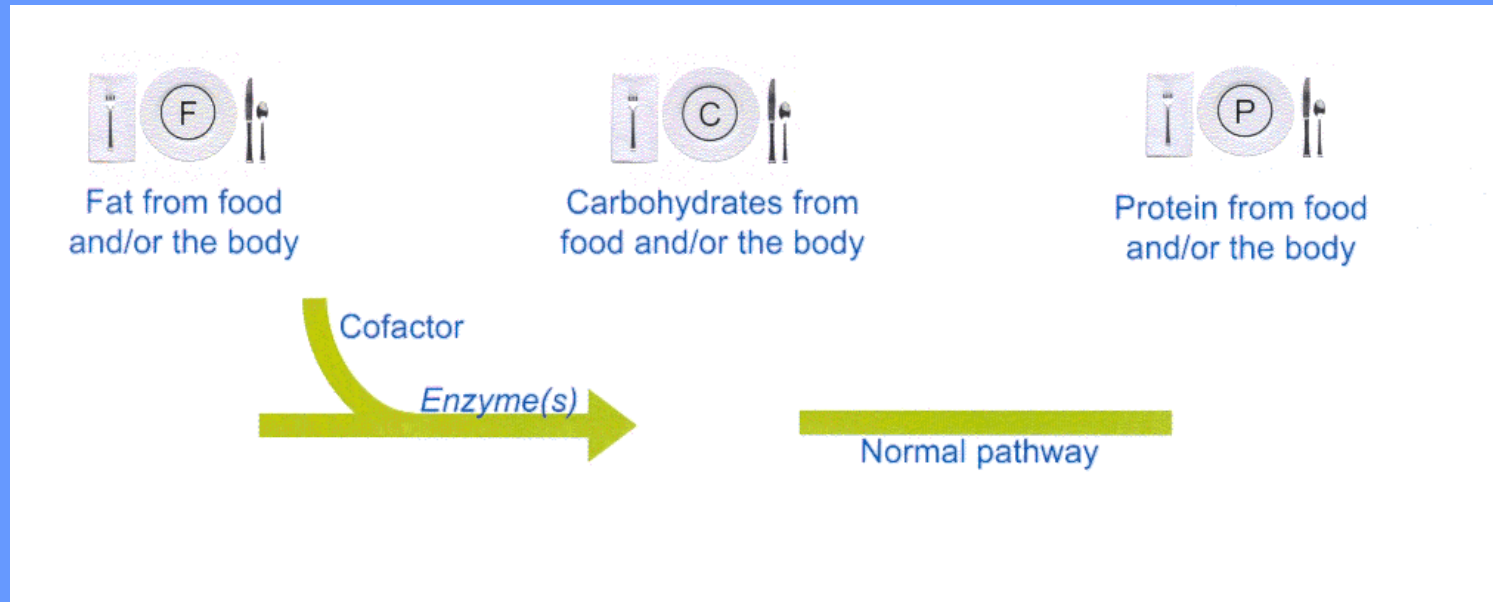 F
C
P
Fat from food
and/or the body
Carbohydrates from
food and/or the body
Protein from food
and/or the body
Cofactor
Enzyme(s)
Normal pathway